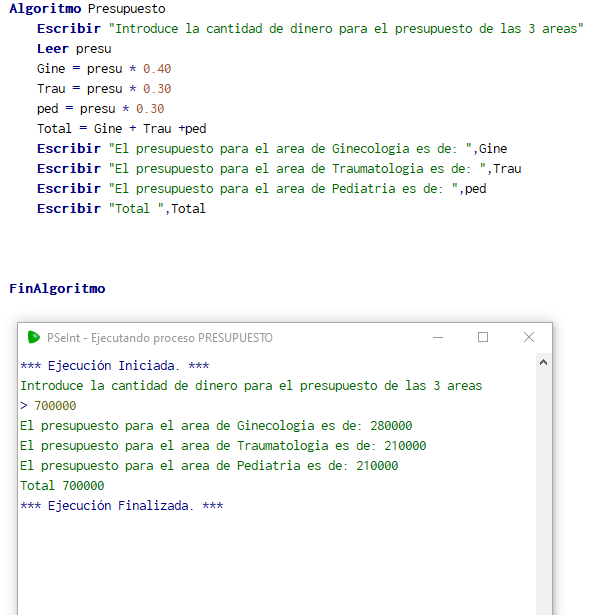 Algoritmo Presupuesto
Escribir "Introduce la cantidad de dinero para el presupuesto de las 3 areas"
Leer presu
Gine = presu * 0.40
Trau = presu * 0.30
ped = presu * 0.30
Total = Gine + Trau +ped
Escribir "El presupuesto para el area de Ginecologia es de: ",Gine
Escribir "El presupuesto para el area de Traumatologia es de: ",Trau
Escribir "El presupuesto para el area de Pediatria es de: ",ped
Escribir "Total ",Total
FinAlgoritmo
PSeInt - Ejecutando proceso PRESUPUESTO
*** Ejecución Iniciada. ***
Introduce la cantidad de dinero para el presupuesto de las 3 areas
> 700000
El presupuesto para el area de Ginecologia es de: 280000
El presupuesto para el area de Traumatologia es de: 210000
El presupuesto para el area de Pediatria es de: 210000
Total 700000
*** Ejecución Finalizada. ***